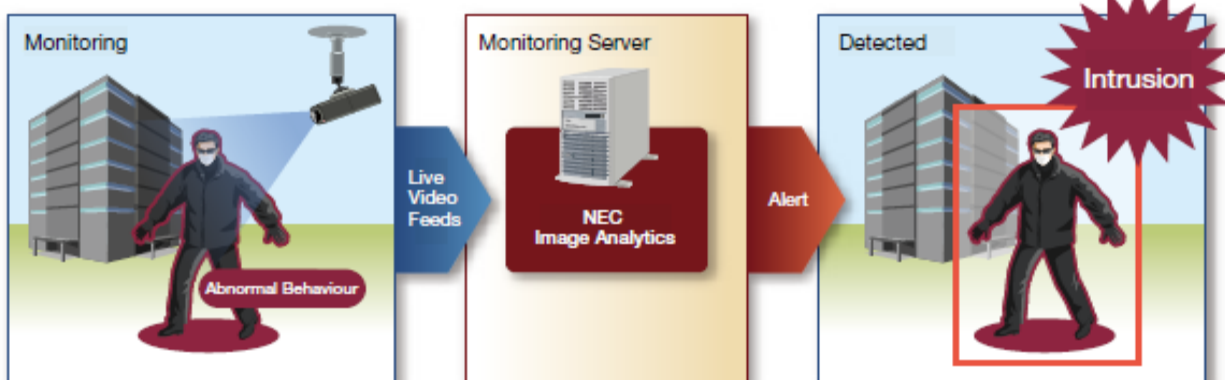 Monitoring
Abnormal Behaviour
Live
Video
Feeds
Monitoring Server
NEC
Image Analytics
Alert
Detected
Intrusion